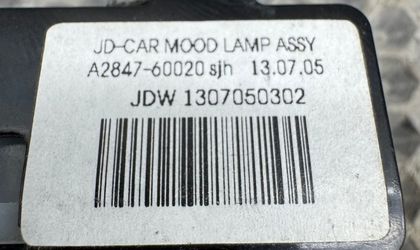 JD-CAR MOOD LAMP ASSY
A2847-60020 sjh 13.07.05
JDW 1307050302